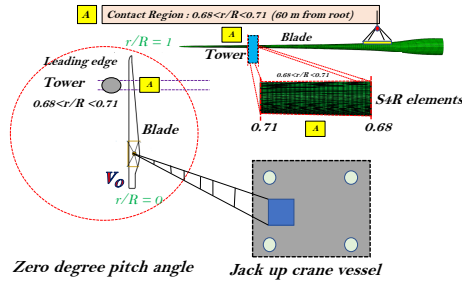 A Contact Region : 0.68<r/R<0.71 (60 m from root)
r/R = 1
A
Blade
Tower
Leading edge
Tower
A
0.68<r/R <0.71
0.68<r/R<0.71
S4R elements
0.71
A
0.68
Blade
Vo
r/R = 0
Zero degree pitch angle
Jack up crane vessel